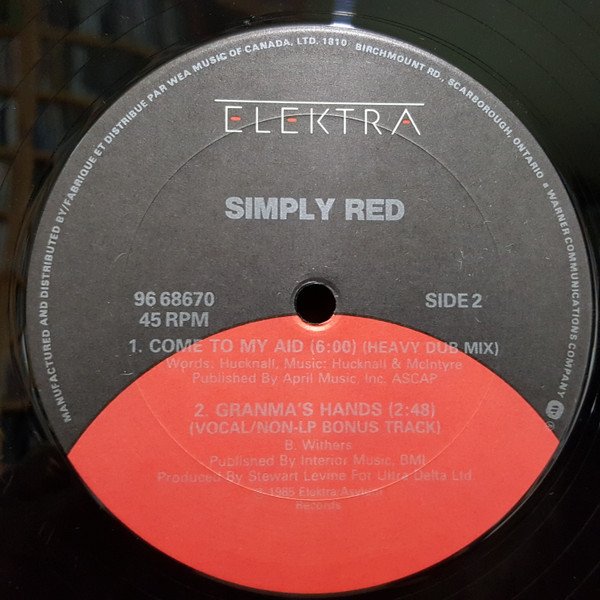 MANUFACTURED AND DISTRIBUTED BY/FABRIQUE ET DISTRIBUE PAR WEA MUSIC OF CANADA, LTD. 1810 BIRCHMOUNT RD., SCARBOROUGH, ONTARIO a WARNER COMMUNICATIONS COMPANY
ELEKTRA
SIMPLY RED
96 68670 SIDE 2
45 RPM
1. COME TO MY AID (6:00) (HEAVY DUB MIX)
Words: Hucknall, Music: Hucknall & McIntyre
Published By April Music, Inc. ASCAP
2. GRANMA'S HANDS (2:48)
(VOCAL/NON-LP BONUS TRACK)
B. Withers
Published By Interior Music, BMI
Produced By Stewart Levine For Ultra Delta Ltd.
1985 Elektra/Asylum
Records